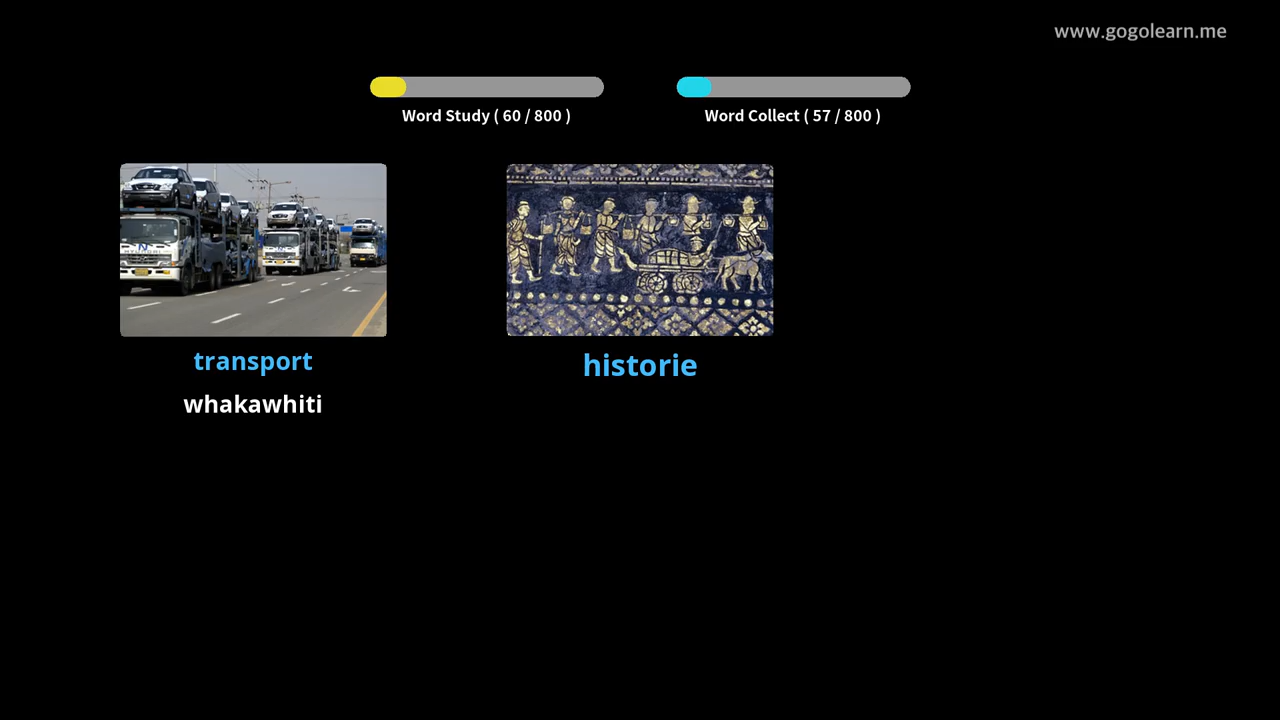 www.gogolearn.me
Word Study ( 60 / 800 )
Word Collect ( 57 / 800 )
transport
historie
whakawhiti